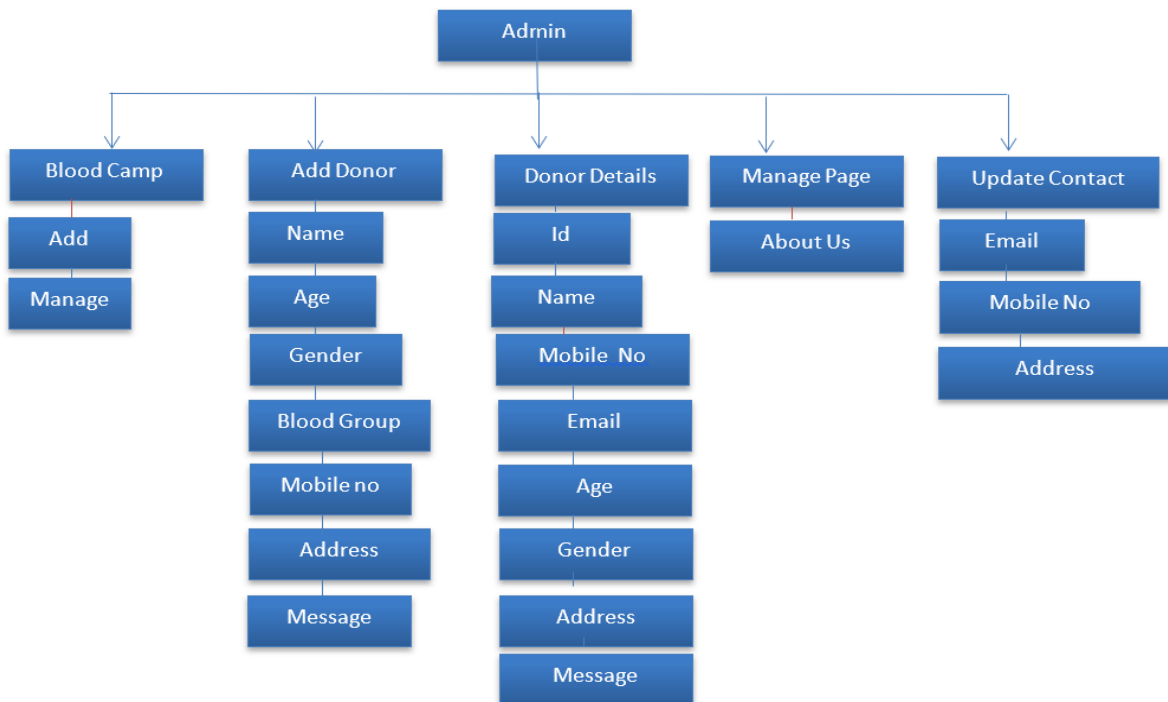 Admin
Blood Camp
Add
Manage
Add Donor
Name
Age
Gender
Blood Group
Mobile no
Address
Message
Donor Details
Id
Name
Mobile No
Email
Age
Gender
Address
Message
Manage Page
About Us
Update Contact
Email
Mobile No
Address